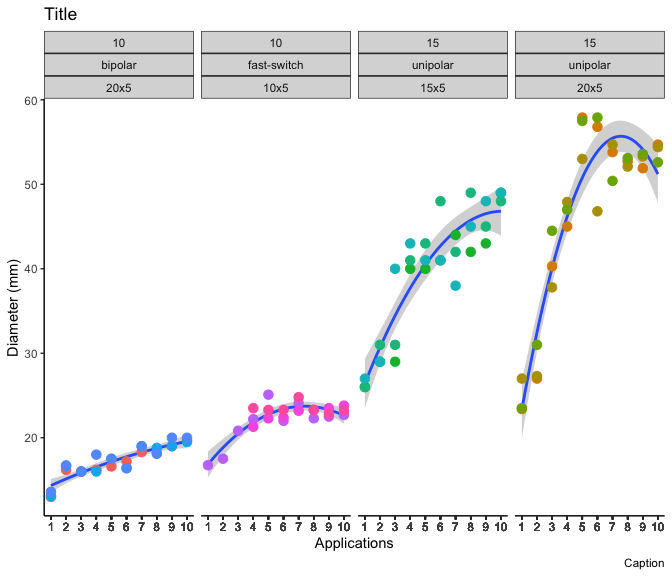 Title
10 10 15 15
bipolar fast-switch unipolar unipolar
20x5 10x5 15x5 20x5
60
50
40
30
20
Diameter (mm)
1 2 3 4 5 6 7 8 9 10 1 2 3 4 5 6 7 8 9 10 1 2 3 4 5 6 7 8 9 10 1 2 3 4 5 6 7 8 9 10
Applications
Caption